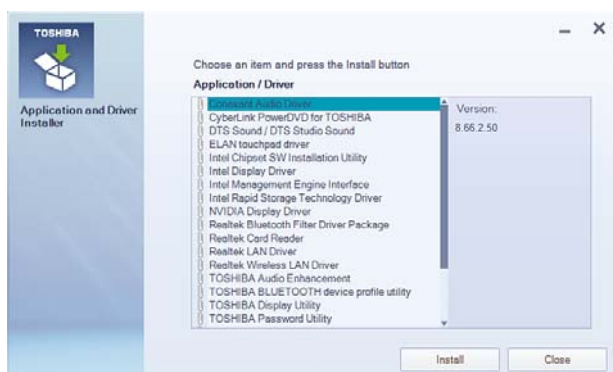 TOSHIBA
Application and Driver
Installer
Choose an item and press the Install button
Application / Driver
Conexant Audio Driver
CyberLink PowerDVD for TOSHIBA
DTS Sound / DTS Studio Sound
ELAN touchpad driver
Intel Chipset SW Installation Utility
Intel Display Driver
Intel Management Engine Interface
Intel Rapid Storage Technology Driver
NVIDIA Display Driver
Realtek Bluetooth Filter Driver Package
Realtek Card Reader
Realtek LAN Driver
Realtek Wireless LAN Driver
TOSHIBA Audio Enhancement
TOSHIBA BLUETOOTH device profile utility
TOSHIBA Display Utility
TOSHIBA Password Utility
Version:
8.66.2.50
Install
Close